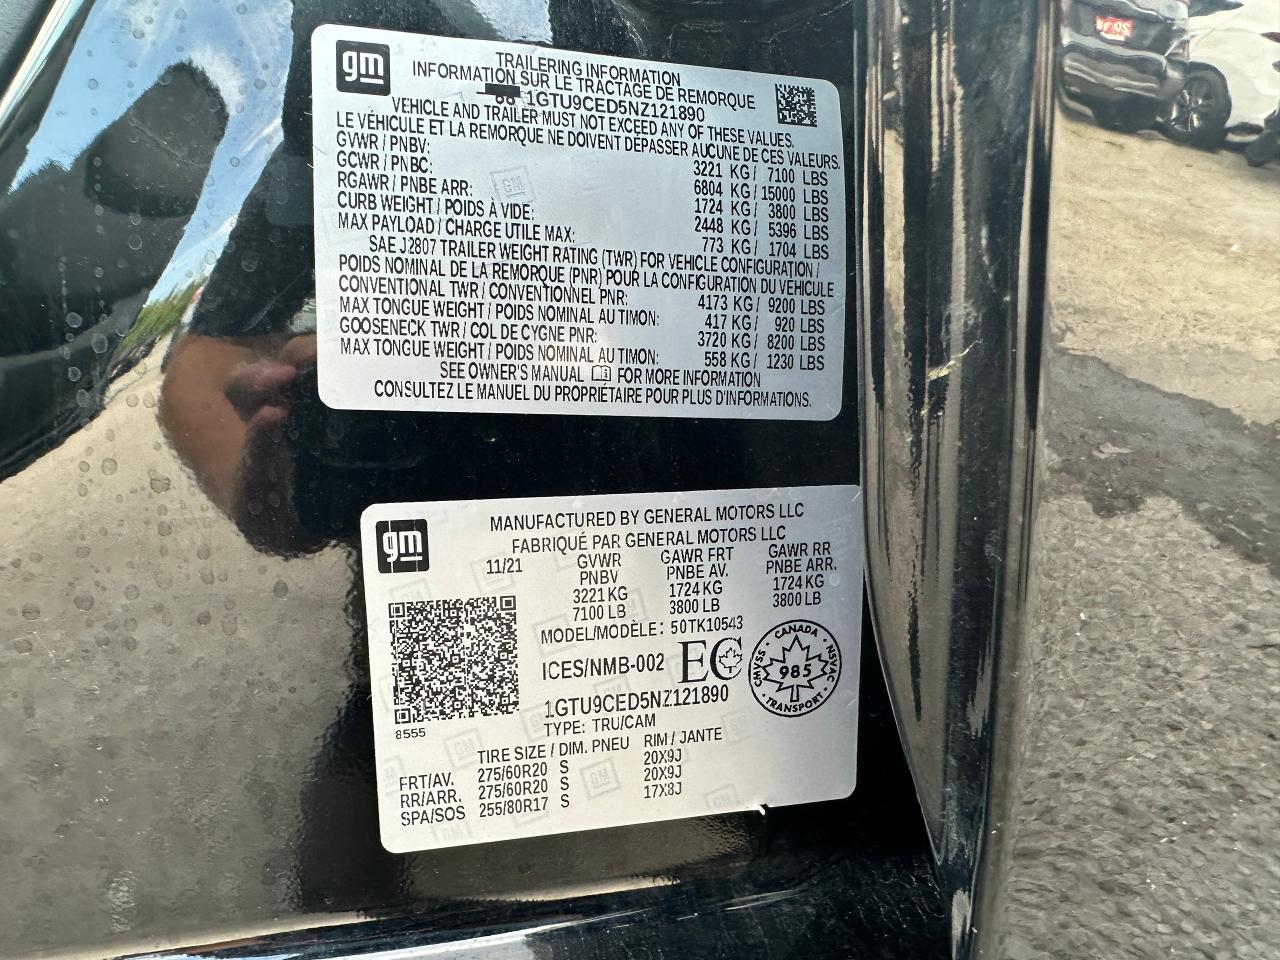 gm
TRAILERING INFORMATION
INFORMATION SUR LE TRACTAGE DE REMORQUE
88 1GTU9CED5NZ121890
VEHICLE AND TRAILER MUST NOT EXCEED ANY OF THESE VALUES.
LE VÉHICULE ET LA REMORQUE NE DOIVENT DÉPASSER AUCUNE DE CES VALEURS.
GVWR / PNBV: 3221 KG/ 7100 LBS
GCWR / PNBC: 6804 KG/ 15000 LBS
RGAWR / PNBE ARR: 1724 KG/ 3800 LBS
CURB WEIGHT / POIDS À VIDE: 2448 KG/ 5396 LBS
MAX PAYLOAD / CHARGE UTILE MAX: 773 KG/ 1704 LBS
SAE J2807 TRAILER WEIGHT RATING (TWR) FOR VEHICLE CONFIGURATION /
POIDS NOMINAL DE LA REMORQUE (PNR) POUR LA CONFIGURATION DU VÉHICULE
CONVENTIONAL TWR / CONVENTIONNEL PNR: 4173 KG/ 9200 LBS
MAX TONGUE WEIGHT / POIDS NOMINAL AU TIMON: 417 KG/ 920 LBS
GOOSENECK TWR / COL DE CYGNE PNR: 3720 KG/ 8200 LBS
MAX TONGUE WEIGHT / POIDS NOMINAL AU TIMON: 558 KG/ 1230 LBS
SEE OWNER'S MANUAL FOR MORE INFORMATION
CONSULTEZ LE MANUEL DU PROPRIÉTAIRE POUR PLUS D'INFORMATIONS.
gm
MANUFACTURED BY GENERAL MOTORS LLC
FABRIQUÉ PAR GENERAL MOTORS LLC
11/21 GVWR GAWR FRT GAWR RR
PNBV PNBE AV. PNBE ARR.
3221 KG 1724 KG 1724 KG
7100 LB 3800 LB 3800 LB
MODEL/MODÈLE: 50TK10543
ICES/NMB-002 EC
CANADA
CMVSS 985 NSVAC
TRANSPORT
1GTU9CED5NZ121890
8555
TYPE: TRU/CAM
TIRE SIZE / DIM. PNEU RIM / JANTE
FRT/AV. 275/60R20 S 20X9J
RR/ARR. 275/60R20 S 20X9J
SPA/SOS 255/80R17 S 17X8J